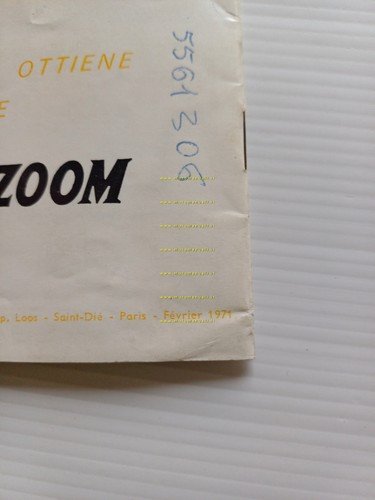 OTTIENE
E
ZOOM
5561306
p. Loos - Saint-Dié - Paris - Février 1971